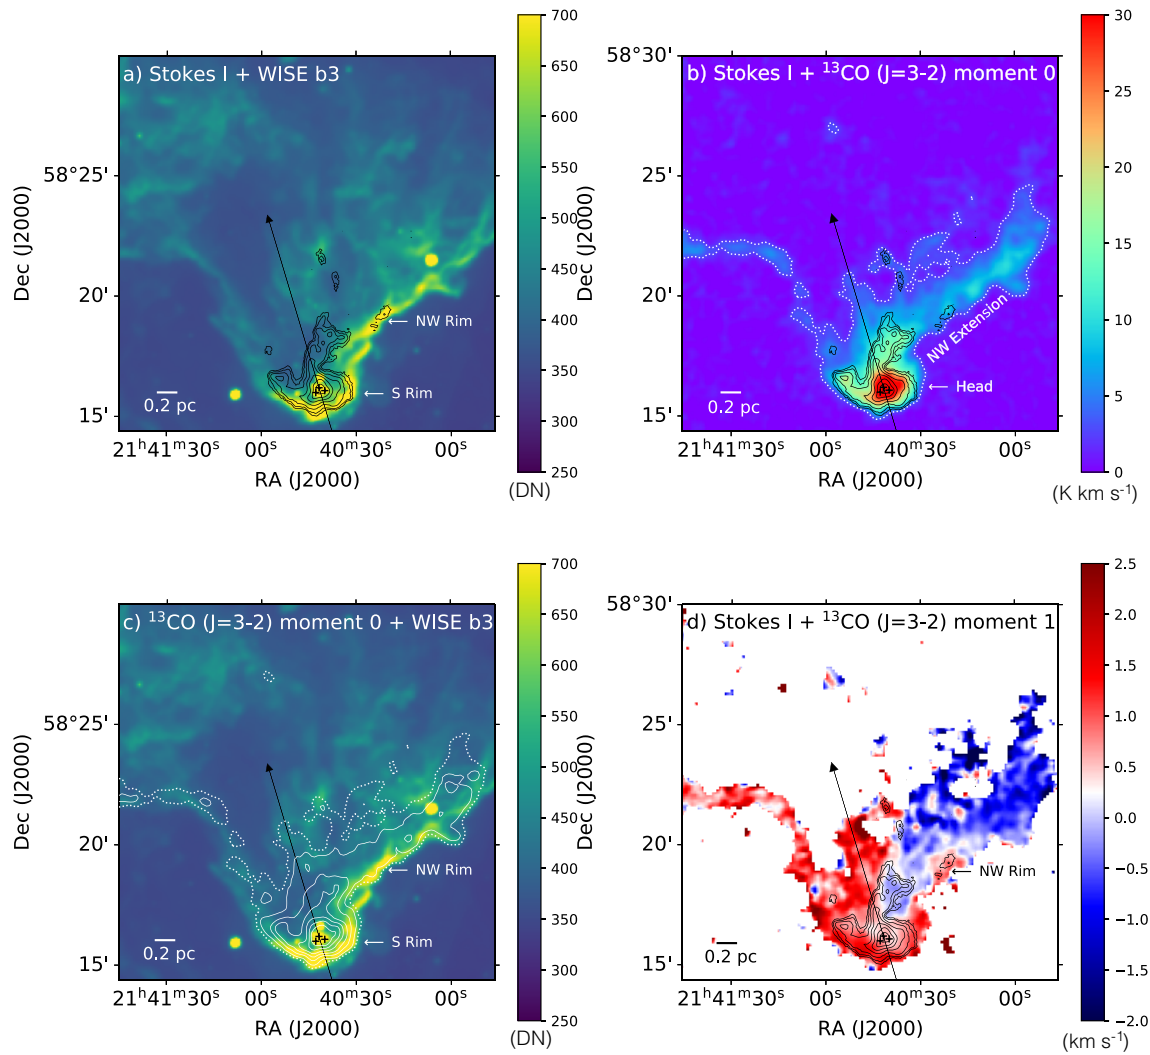 a) Stokes I + WISE b3
58°25'
20'
15'
Dec (J2000)
NW Rim
S Rim
0.2 pc
21ʰ41ᵐ30ˢ
00ˢ
40ᵐ30ˢ
00ˢ
RA (J2000)
700
650
600
550
500
450
400
350
300
250
(DN)
b) Stokes I + ¹³CO (J=3-2) moment 0
58°30'
25'
20'
15'
Dec (J2000)
NW Extension
Head
0.2 pc
21ʰ41ᵐ30ˢ
00ˢ
40ᵐ30ˢ
00ˢ
RA (J2000)
30
25
20
15
10
5
0
(K km s⁻¹)
c) ¹³CO (J=3-2) moment 0 + WISE b3
58°25'
20'
15'
Dec (J2000)
NW Rim
S Rim
0.2 pc
21ʰ41ᵐ30ˢ
00ˢ
40ᵐ30ˢ
00ˢ
RA (J2000)
700
650
600
550
500
450
400
350
300
250
(DN)
d) Stokes I + ¹³CO (J=3-2) moment 1
58°30'
25'
20'
15'
Dec (J2000)
NW Rim
0.2 pc
21ʰ41ᵐ30ˢ
00ˢ
40ᵐ30ˢ
00ˢ
RA (J2000)
2.5
2.0
1.5
1.0
0.5
0.0
−0.5
−1.0
−1.5
−2.0
(km s⁻¹)